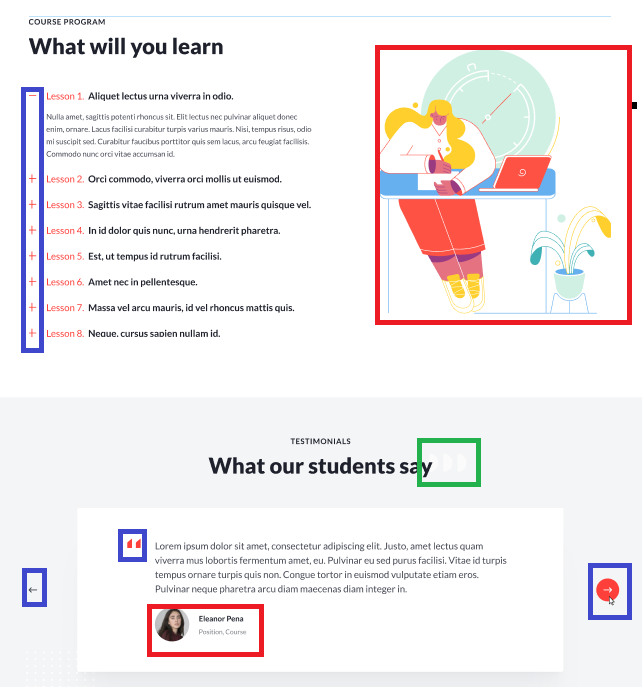 COURSE PROGRAM
What will you learn
Lesson 1. Aliquet lectus urna viverra in odio.
Nulla amet, sagittis potenti rhoncus sit. Elit lectus nec pulvinar aliquet donec
enim, ornare. Lacus facilisi curabitur turpis varius mauris. Nisi, tempus risus, odio
mi suscipit sed. Curabitur faucibus porttitor quis sem lacus, arcu feugiat facilisis.
Commodo nunc orci vitae accumsan id.
Lesson 2. Orci commodo, viverra orci mollis ut euismod.
Lesson 3. Sagittis vitae facilisi rutrum amet mauris quisque vel.
Lesson 4. In id dolor quis nunc, urna hendrerit pharetra.
Lesson 5. Est, ut tempus id rutrum facilisi.
Lesson 6. Amet nec in pellentesque.
Lesson 7. Massa vel arcu mauris, id vel rhoncus mattis quis.
Lesson 8. Neque, cursus sapien nullam id.
TESTIMONIALS
What our students say
Lorem ipsum dolor sit amet, consectetur adipiscing elit. Justo, amet lectus quam
viverra mus lobortis fermentum amet, eu. Pulvinar eu sed purus facilisi. Vitae id turpis
tempus ornare turpis quis non. Congue tortor in euismod vulputate etiam eros.
Pulvinar neque pharetra arcu diam maecenas diam integer in.
Eleanor Pena
Position, Course